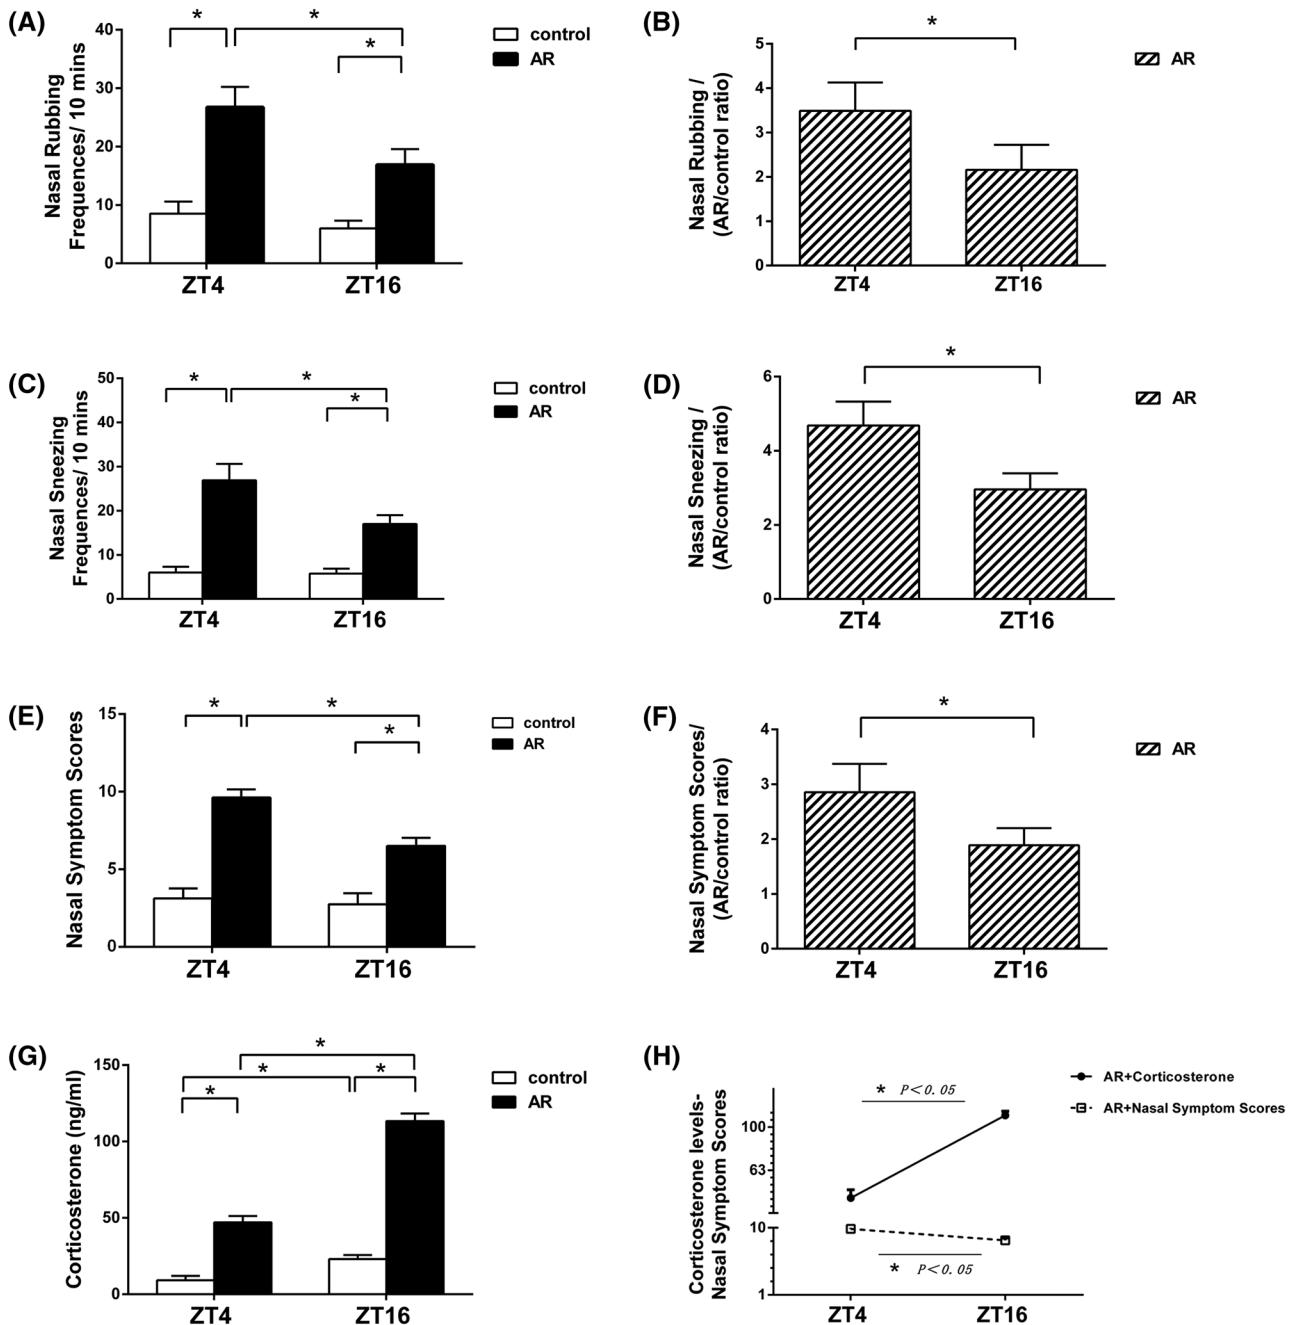 (A)
Nasal Rubbing
Frequences/ 10 mins
40
30
20
10
0
*
*
*
control
AR
ZT4
ZT16
(B)
Nasal Rubbing /
(AR/control ratio)
5
4
3
2
1
0
*
AR
ZT4
ZT16
(C)
Nasal Sneezing
Frequences/ 10 mins
50
40
30
20
10
0
*
*
*
control
AR
ZT4
ZT16
(D)
Nasal Sneezing /
(AR/control ratio)
6
4
2
0
*
AR
ZT4
ZT16
(E)
Nasal Symptom Scores
15
10
5
0
*
*
*
control
AR
ZT4
ZT16
(F)
Nasal Symptom Scores/
(AR/control ratio)
4
3
2
1
0
*
AR
ZT4
ZT16
(G)
Corticosterone (ng/ml)
150
100
50
0
*
*
*
*
control
AR
ZT4
ZT16
(H)
Corticosterone levels-
Nasal Symptom Scores
100
63
10
1
* P<0.05
* P<0.05
AR+Corticosterone
AR+Nasal Symptom Scores
ZT4
ZT16